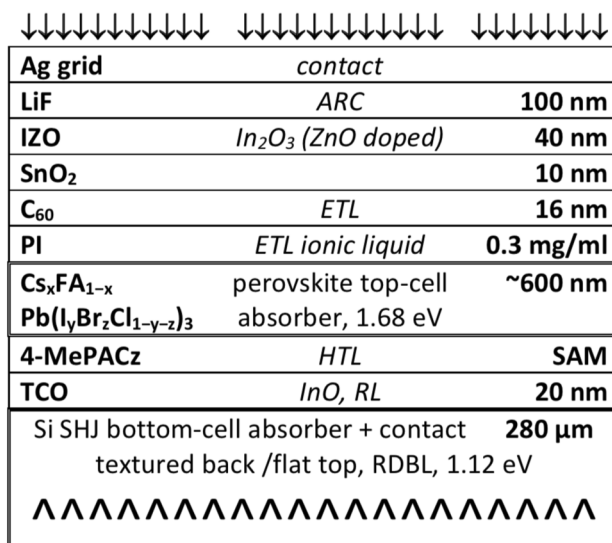 Ag grid contact
LiF ARC 100 nm
IZO In₂O₃ (ZnO doped) 40 nm
SnO₂ 10 nm
C₆₀ ETL 16 nm
PI ETL ionic liquid 0.3 mg/ml
CsₓFA₁₋ₓ perovskite top-cell ~600 nm
Pb(IᵧBr_zCl₁₋ᵧ₋_z)₃ absorber, 1.68 eV
4-MePACz HTL SAM
TCO InO, RL 20 nm
Si SHJ bottom-cell absorber + contact 280 µm
textured back /flat top, RDBL, 1.12 eV